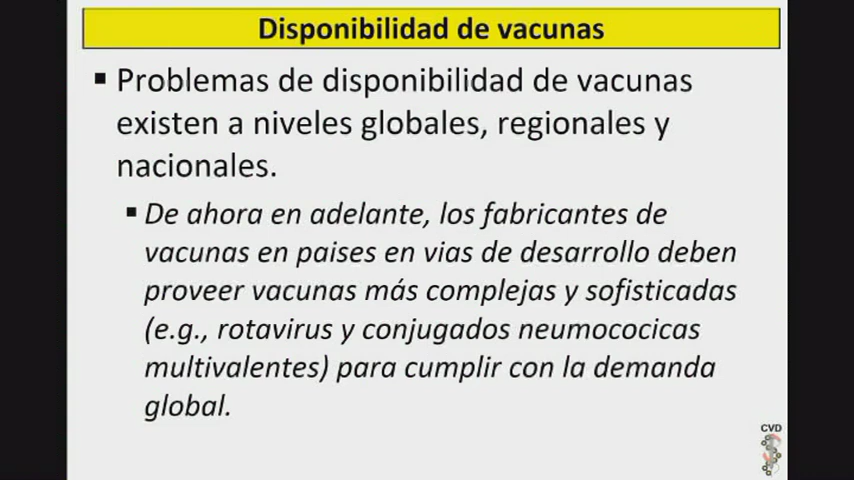 Disponibilidad de vacunas
▪ Problemas de disponibilidad de vacunas
existen a niveles globales, regionales y
nacionales.
▪ De ahora en adelante, los fabricantes de
vacunas en paises en vias de desarrollo deben
proveer vacunas más complejas y sofisticadas
(e.g., rotavirus y conjugados neumococicas
multivalentes) para cumplir con la demanda
global.
CVD